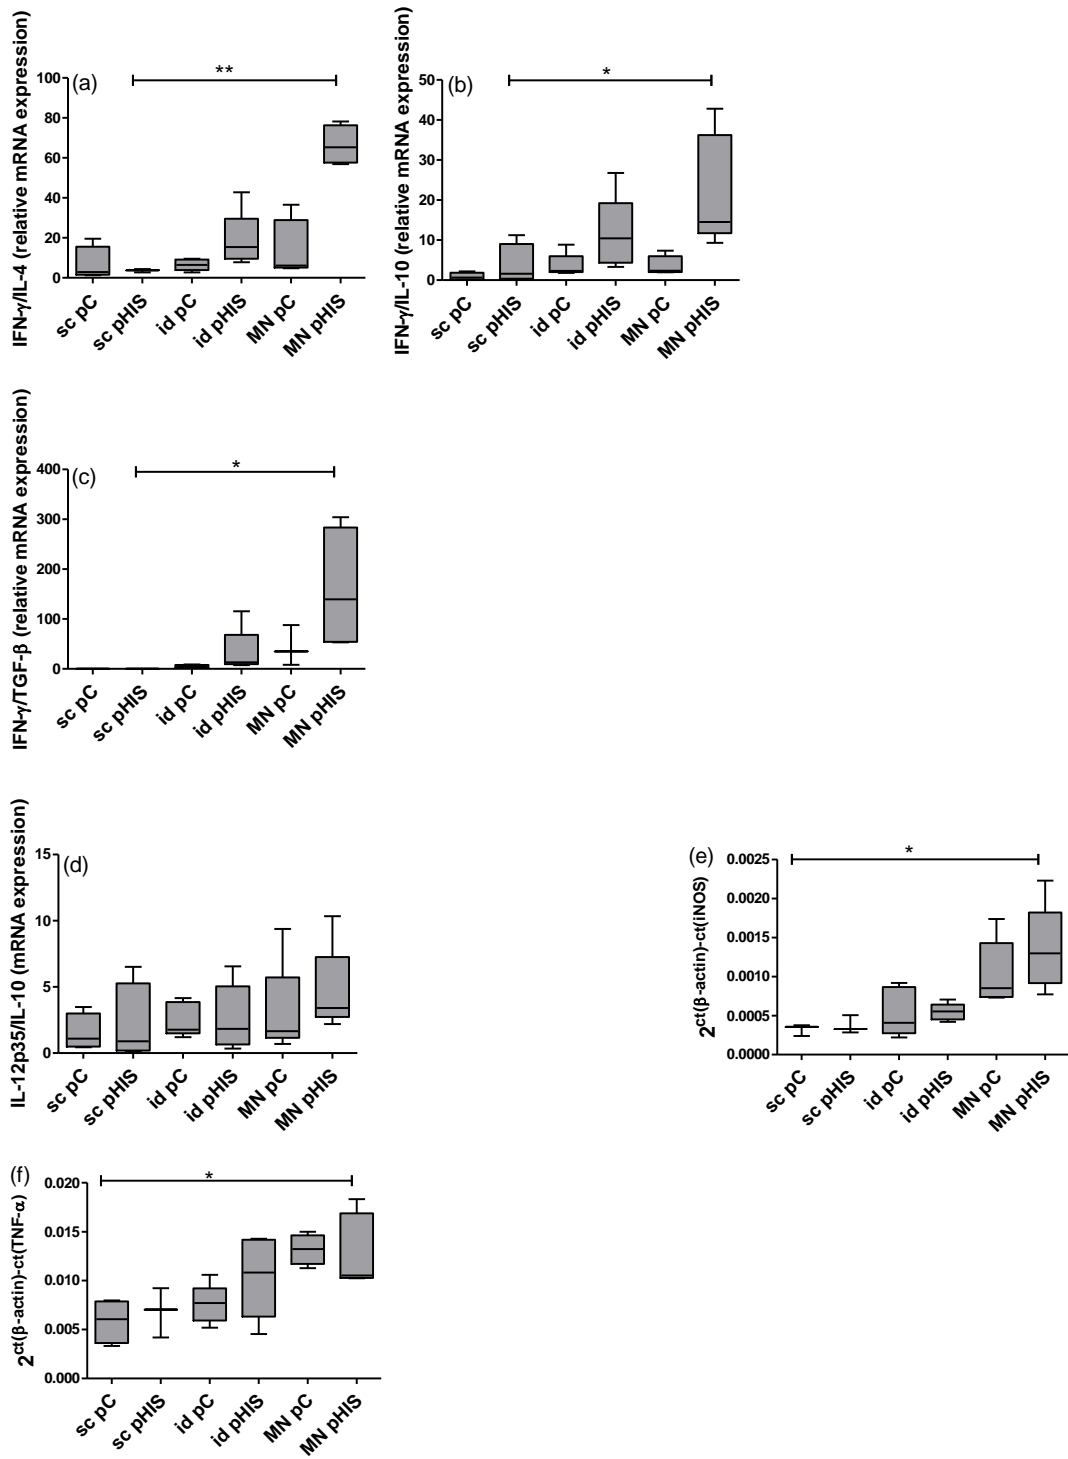 (a)
**
IFN-γ/IL-4 (relative mRNA expression)
100
80
60
40
20
0
sc pC
sc pHIS
id pC
id pHIS
MN pC
MN pHIS
(b)
*
IFN-γ/IL-10 (relative mRNA expression)
50
40
30
20
10
0
sc pC
sc pHIS
id pC
id pHIS
MN pC
MN pHIS
(c)
*
IFN-γ/TGF-β (relative mRNA expression)
400
300
200
100
0
sc pC
sc pHIS
id pC
id pHIS
MN pC
MN pHIS
(d)
IL-12p35/IL-10 (mRNA expression)
15
10
5
0
sc pC
sc pHIS
id pC
id pHIS
MN pC
MN pHIS
(e)
*
2^ct(β-actin)-ct(iNOS)
0.0025
0.0020
0.0015
0.0010
0.0005
0.0000
sc pC
sc pHIS
id pC
id pHIS
MN pC
MN pHIS
(f)
*
2^ct(β-actin)-ct(TNF-α)
0.020
0.015
0.010
0.005
0.000
sc pC
sc pHIS
id pC
id pHIS
MN pC
MN pHIS